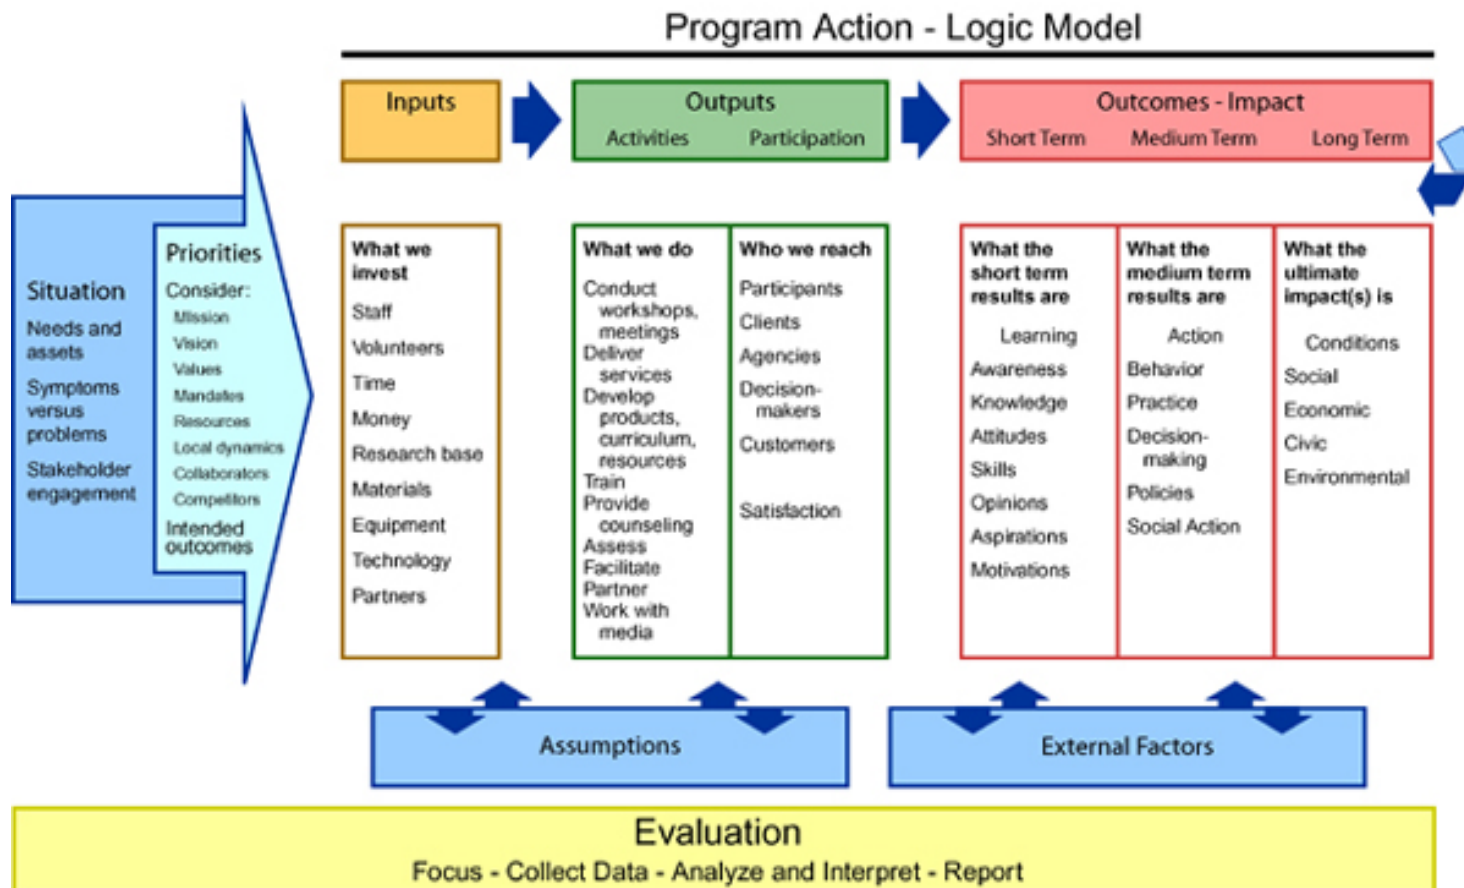 Program Action - Logic Model
Inputs
Outputs
Activities Participation
Outcomes - Impact
Short Term Medium Term Long Term
Situation
Needs and
assets
Symptoms
versus
problems
Stakeholder
engagement
Priorities
Consider:
Mission
Vision
Values
Mandates
Resources
Local dynamics
Collaborators
Competitors
Intended
outcomes
What we
invest
Staff
Volunteers
Time
Money
Research base
Materials
Equipment
Technology
Partners
What we do
Conduct
workshops,
meetings
Deliver
services
Develop
products,
curriculum,
resources
Train
Provide
counseling
Assess
Facilitate
Partner
Work with
media
Who we reach
Participants
Clients
Agencies
Decision-
makers
Customers
Satisfaction
What the
short term
results are
Learning
Awareness
Knowledge
Attitudes
Skills
Opinions
Aspirations
Motivations
What the
medium term
results are
Action
Behavior
Practice
Decision-
making
Policies
Social Action
What the
ultimate
impact(s) is
Conditions
Social
Economic
Civic
Environmental
Assumptions
External Factors
Evaluation
Focus - Collect Data - Analyze and Interpret - Report